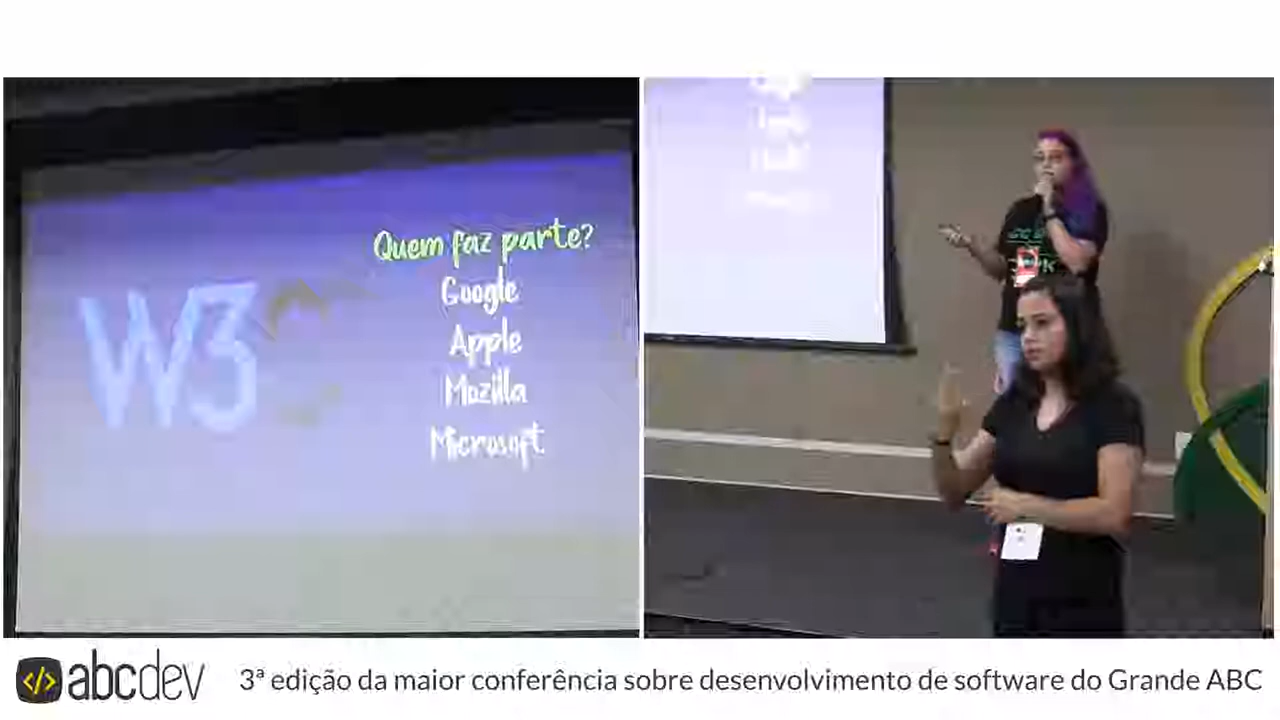 Quem faz parte?
W3C
Google
Apple
Mozilla
Microsoft
</> abcdev
3ª edição da maior conferência sobre desenvolvimento de software do Grande ABC